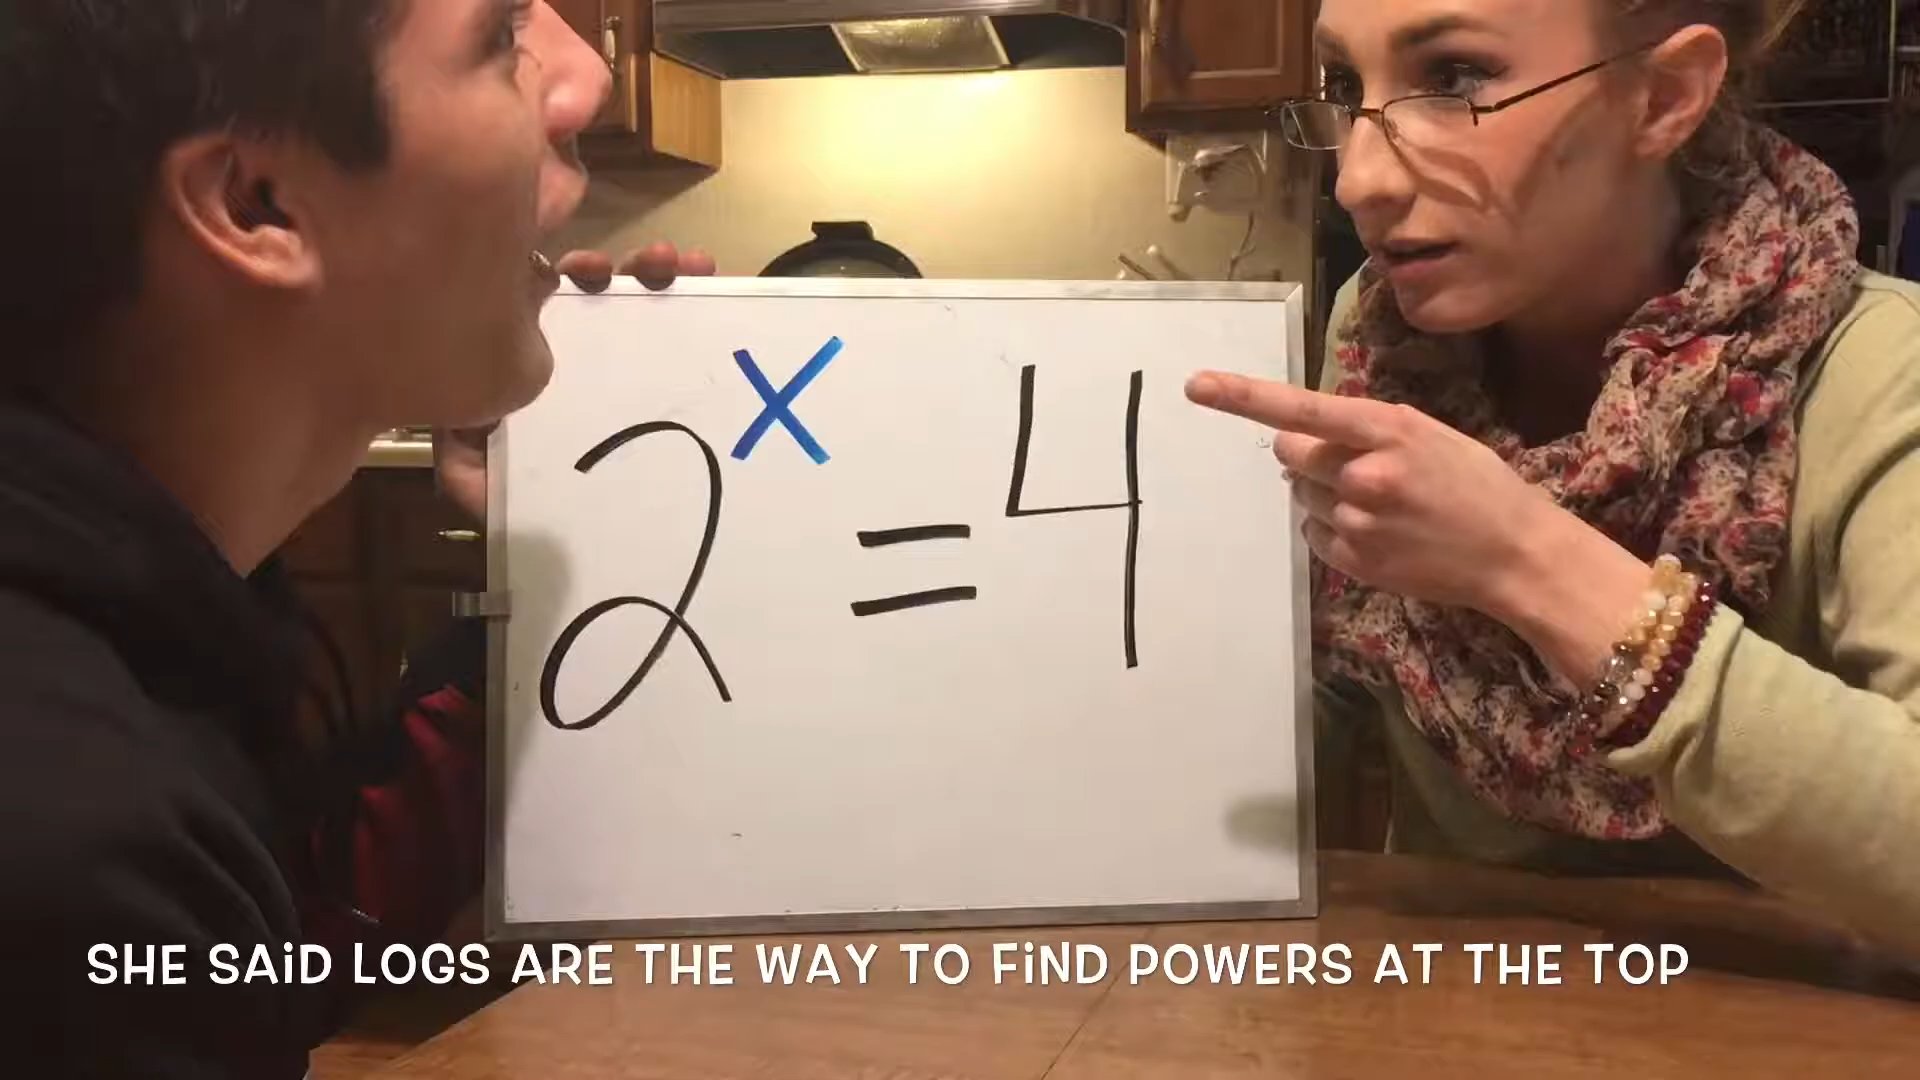 2^x = 4
SHE SAiD LOGS ARE THE WAY TO FiND POWERS AT THE TOP